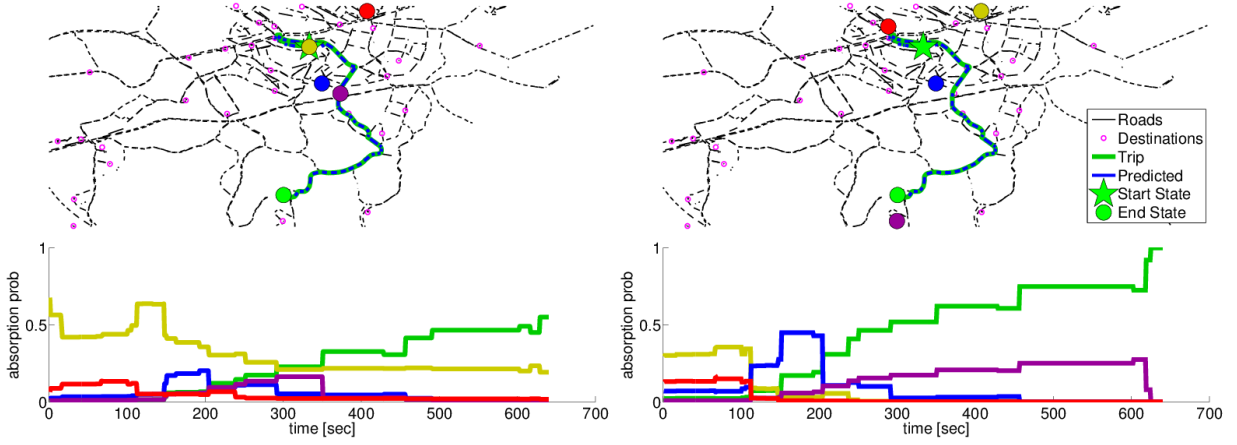 Roads
Destinations
Trip
Predicted
Start State
End State
absorption prob
1
0.5
0
0 100 200 300 400 500 600 700
time [sec]
absorption prob
1
0.5
0
0 100 200 300 400 500 600 700
time [sec]